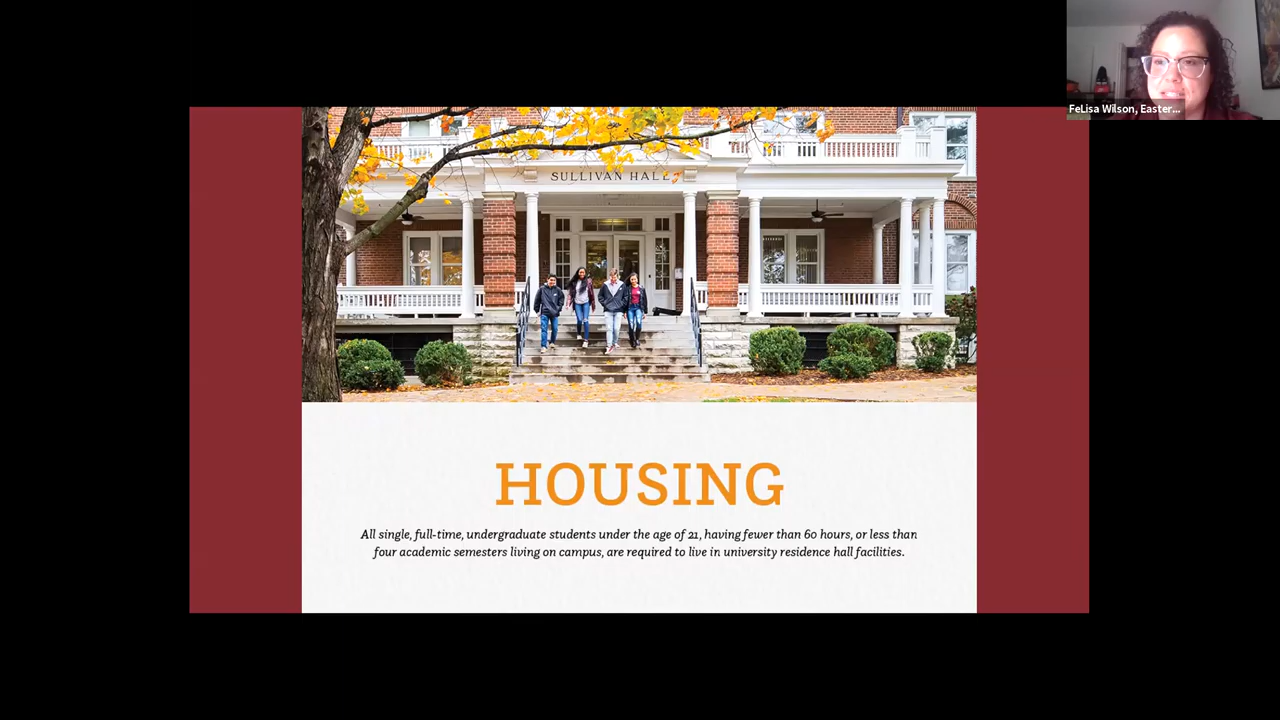 FeLisa Wilson, Easter...
SULLIVAN HALL
HOUSING
All single, full-time, undergraduate students under the age of 21, having fewer than 60 hours, or less than
four academic semesters living on campus, are required to live in university residence hall facilities.